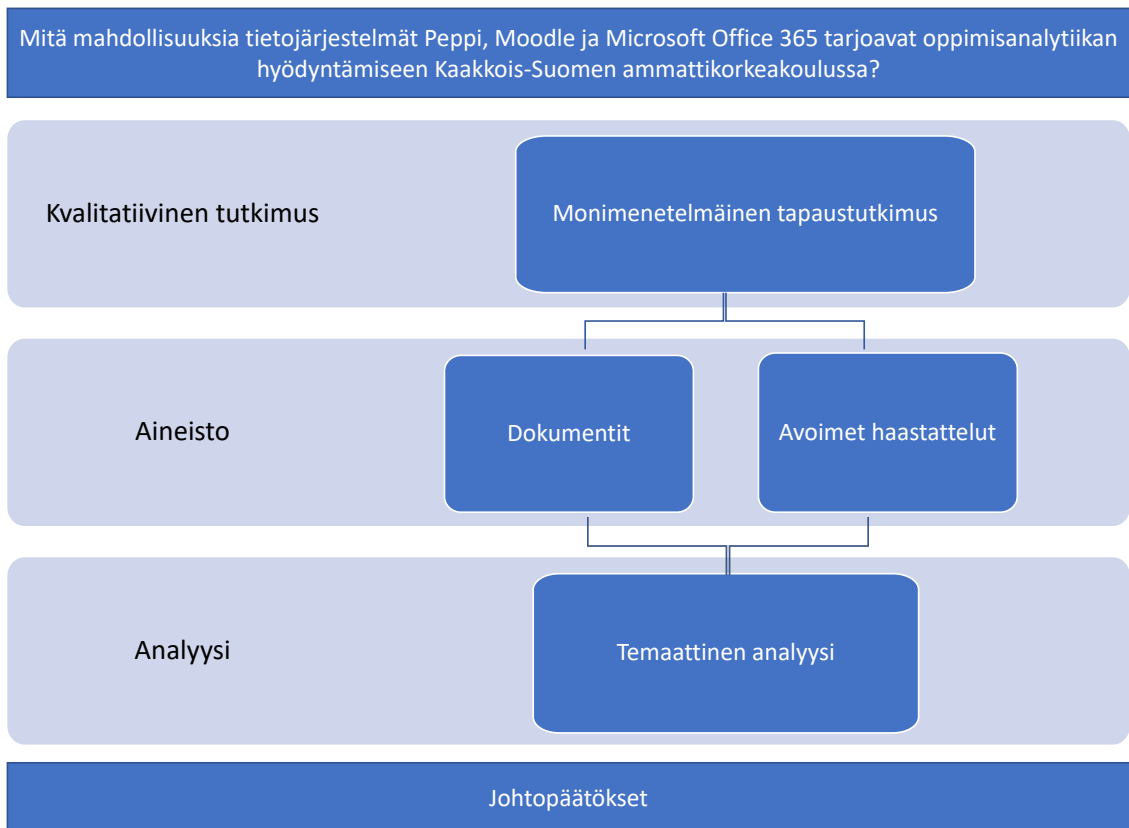 Mitä mahdollisuuksia tietojärjestelmät Peppi, Moodle ja Microsoft Office 365 tarjoavat oppimisanalytiikan
hyödyntämiseen Kaakkois-Suomen ammattikorkeakoulussa?
Kvalitatiivinen tutkimus
Monimenetelmäinen tapaustutkimus
Aineisto
Dokumentit
Avoimet haastattelut
Analyysi
Temaattinen analyysi
Johtopäätökset